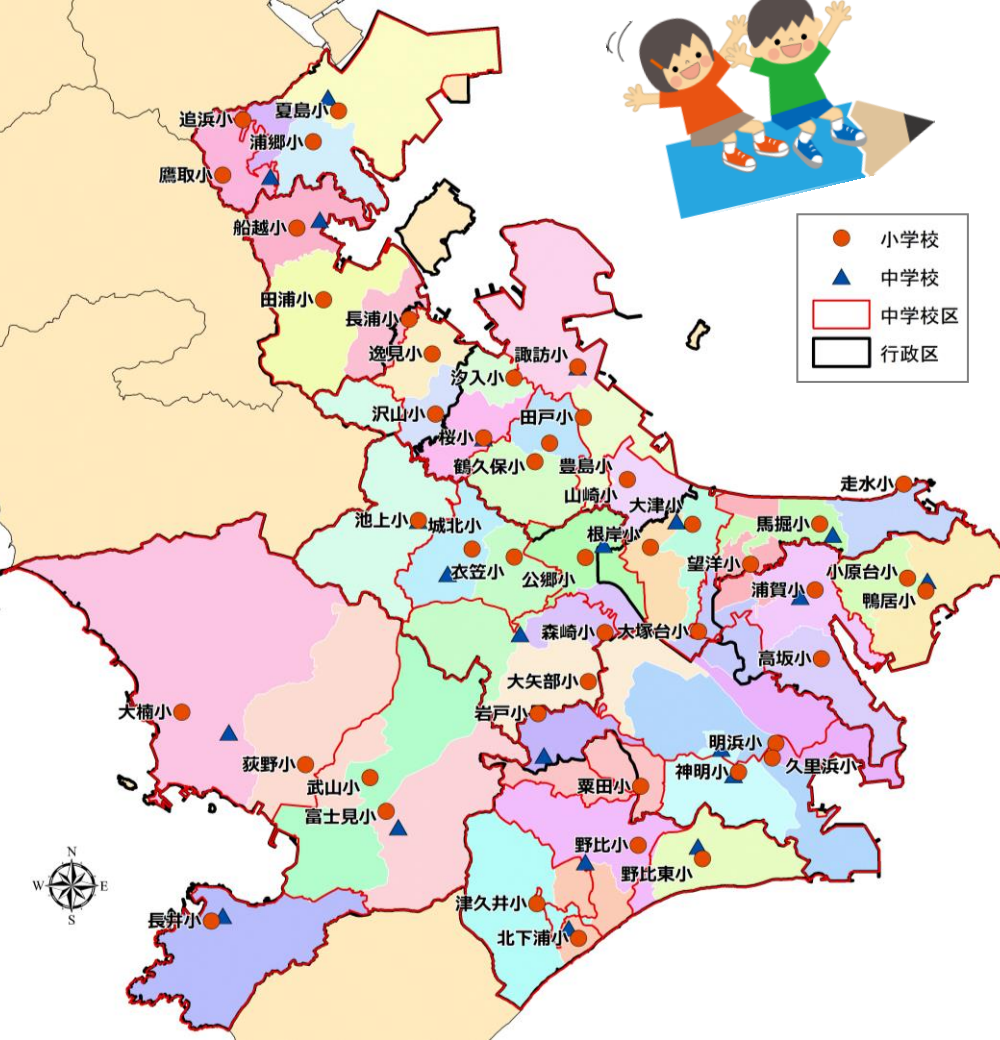 追浜小
夏島小
浦郷小
鷹取小
船越小
小学校
中学校
中学校区
行政区
田浦小
長浦小
逸見小
諏訪小
汐入小
沢山小
田戸小
桜小
鶴久保小
豊島小
山崎小
走水小
大津小
池上小
城北小
馬堀小
根岸小
望洋小
衣笠小
公郷小
小原台小
浦賀小
鴨居小
森崎小
大塚台小
高坂小
大矢部小
大楠小
岩戸小
明浜小
荻野小
神明小
久里浜小
武山小
粟田小
富士見小
野比小
野比東小
N
W
E
S
津久井小
長井小
北下浦小